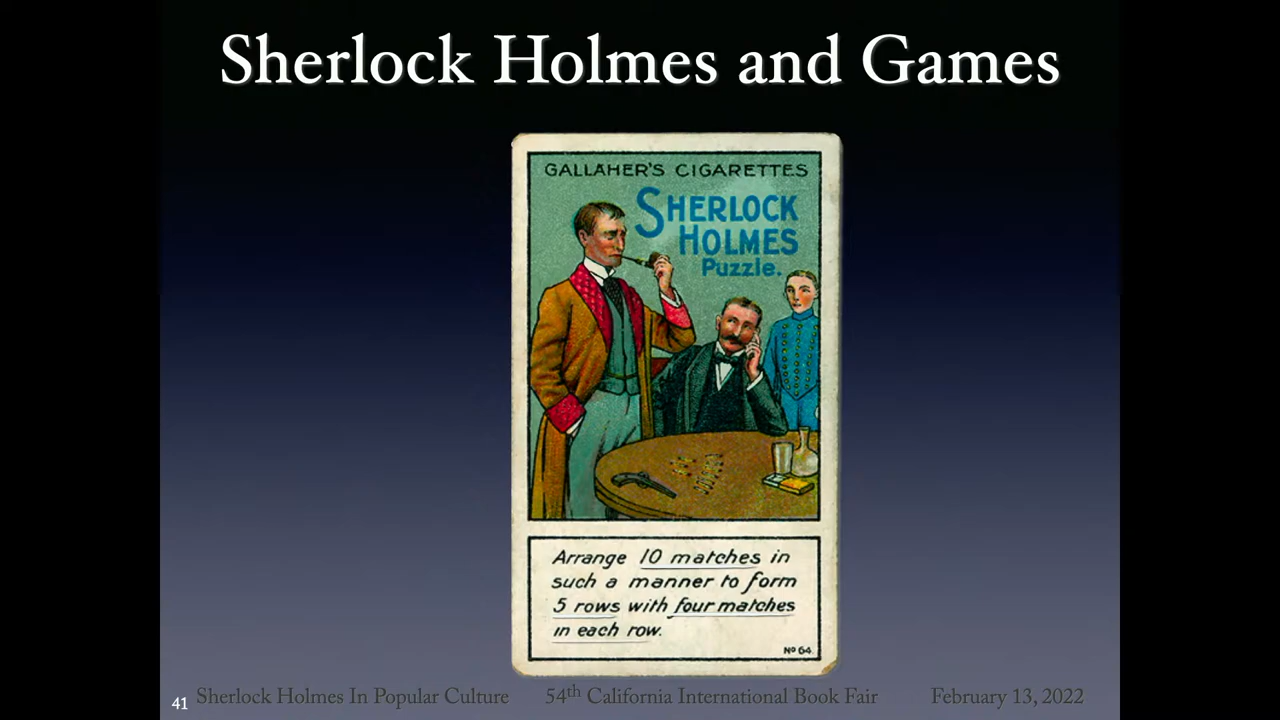 Sherlock Holmes and Games
GALLAHER'S CIGARETTES
SHERLOCK
HOLMES
Puzzle.
Arrange 10 matches in
such a manner to form
5 rows with four matches
in each row.
Nº 64.
41 Sherlock Holmes In Popular Culture 54th California International Book Fair February 13, 2022